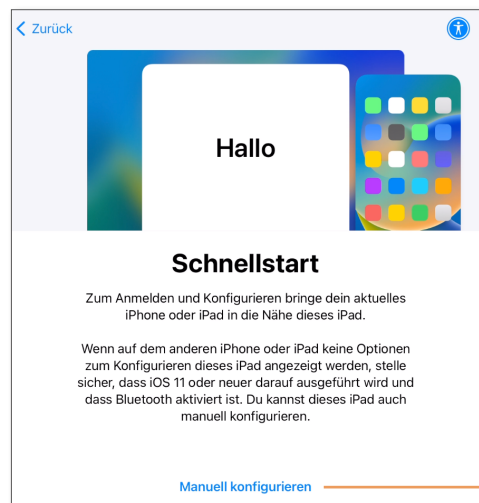 Zurück
Hallo
Schnellstart
Zum Anmelden und Konfigurieren bringe dein aktuelles
iPhone oder iPad in die Nähe dieses iPad.
Wenn auf dem anderen iPhone oder iPad keine Optionen
zum Konfigurieren dieses iPad angezeigt werden, stelle
sicher, dass iOS 11 oder neuer darauf ausgeführt wird und
dass Bluetooth aktiviert ist. Du kannst dieses iPad auch
manuell konfigurieren.
Manuell konfigurieren